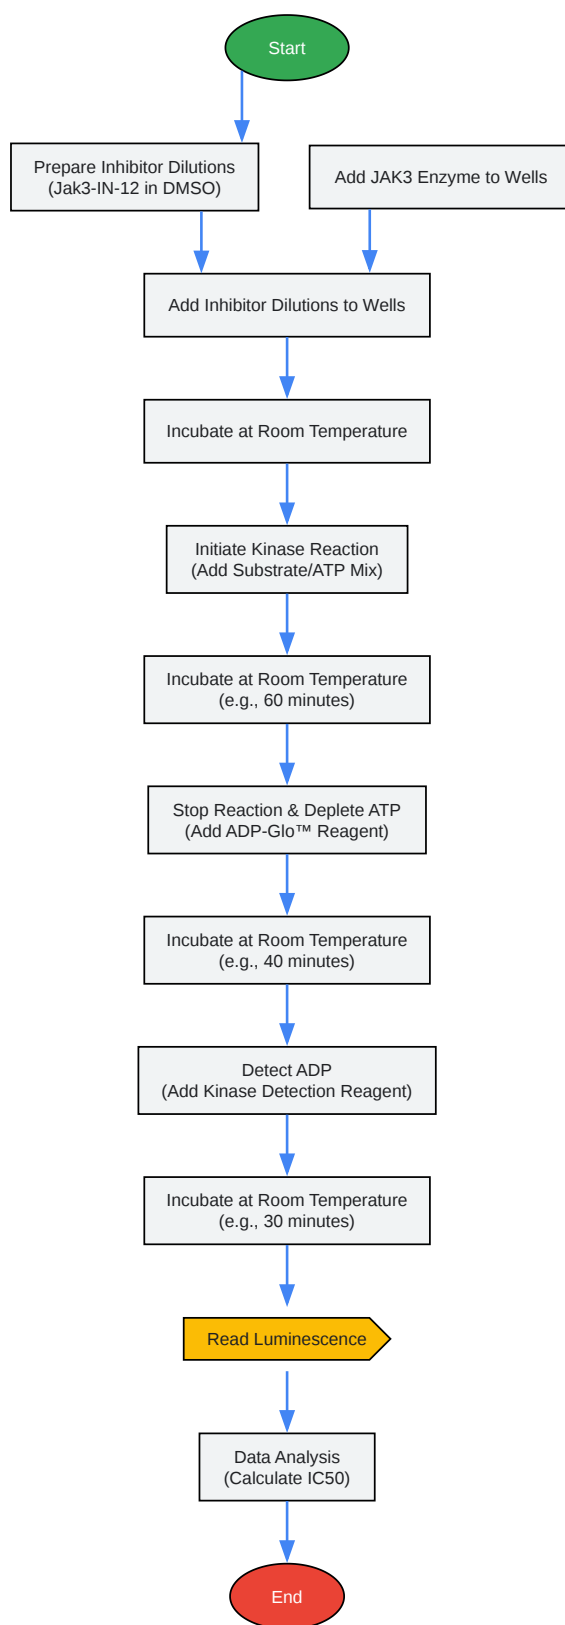 Start
Prepare Inhibitor Dilutions
(Jak3-IN-12 in DMSO)
Add JAK3 Enzyme to Wells
Add Inhibitor Dilutions to Wells
Incubate at Room Temperature
Initiate Kinase Reaction
(Add Substrate/ATP Mix)
Incubate at Room Temperature
(e.g., 60 minutes)
Stop Reaction & Deplete ATP
(Add ADP-Glo™ Reagent)
Incubate at Room Temperature
(e.g., 40 minutes)
Detect ADP
(Add Kinase Detection Reagent)
Incubate at Room Temperature
(e.g., 30 minutes)
Read Luminescence
Data Analysis
(Calculate IC50)
End